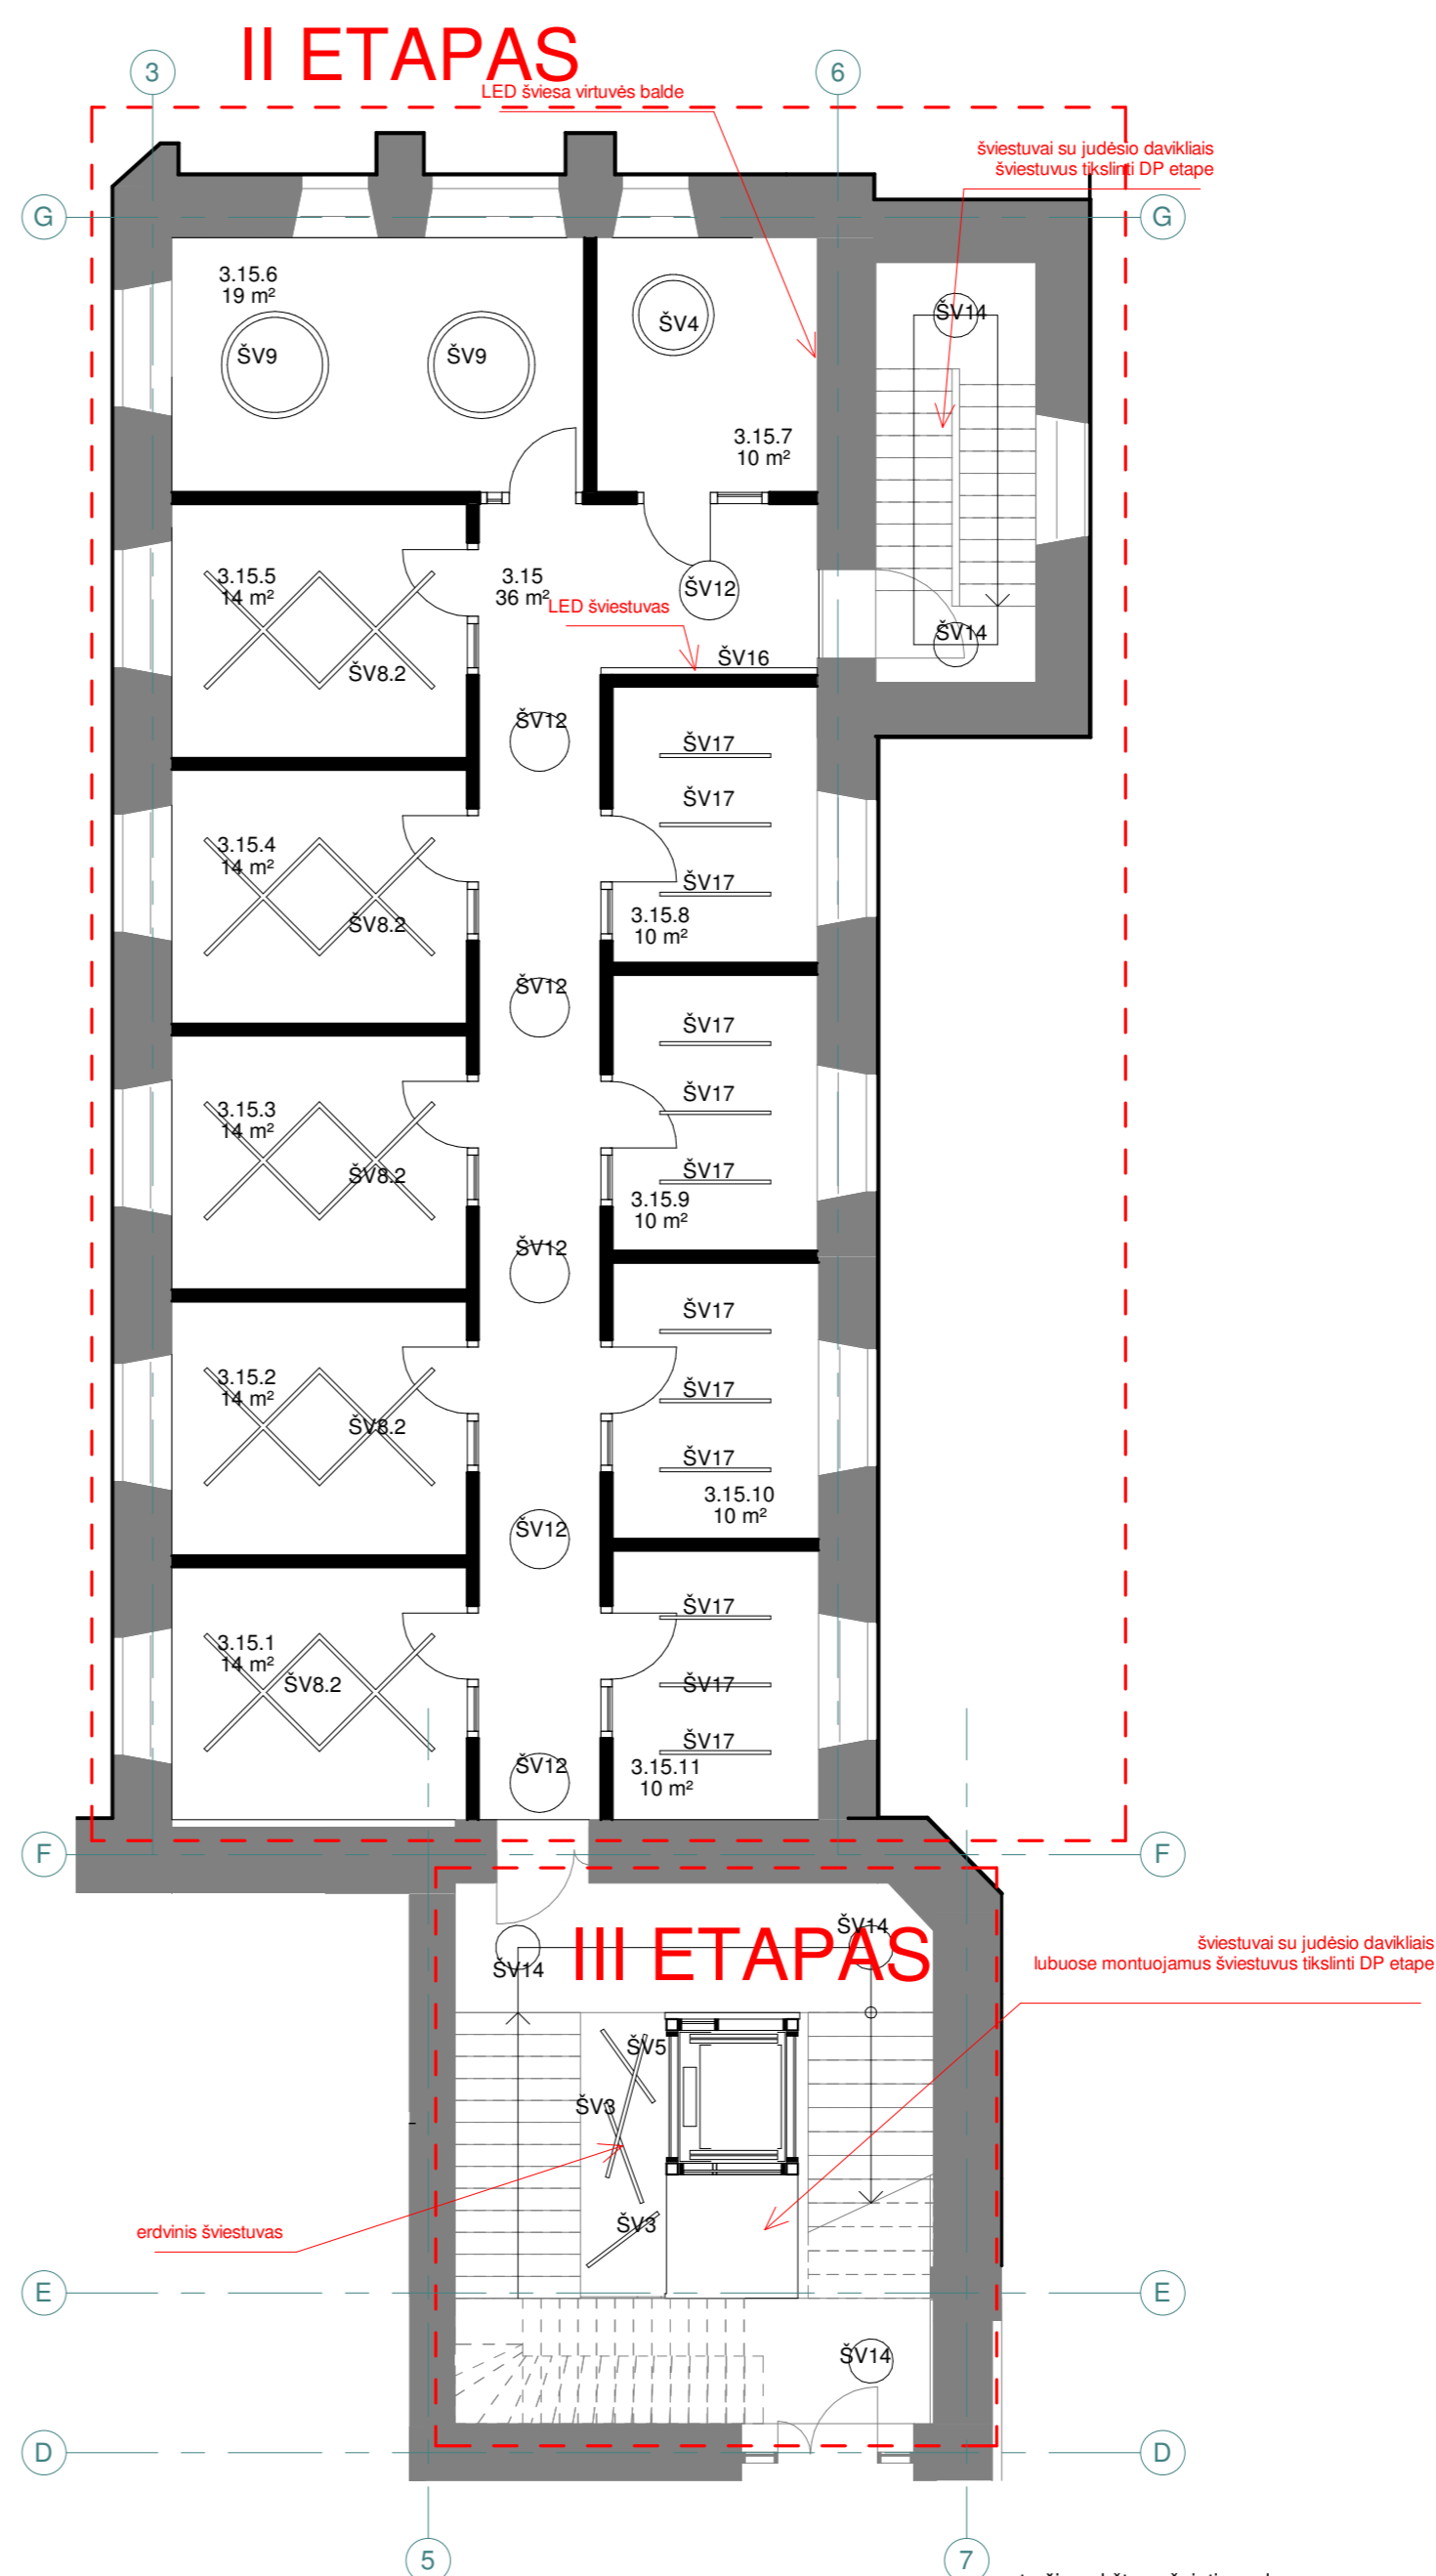 II ETAPAS
3
6
LED šviesa virtuvės balde
šviestuvai su judėsio davikliais
šviestuvus tikslinti DP etape
G
G
3.15.6
19 m²
ŠV9
ŠV9
ŠV4
ŠV14
3.15.7
10 m²
3.15.5
14 m²
ŠV8.2
3.15
36 m²
ŠV12
LED šviestuvas
ŠV16
ŠV14
ŠV12
ŠV17
ŠV17
ŠV17
3.15.8
10 m²
3.15.4
14 m²
ŠV8.2
ŠV12
ŠV17
ŠV17
ŠV17
3.15.9
10 m²
3.15.3
14 m²
ŠV8.2
ŠV12
ŠV17
ŠV17
ŠV17
3.15.10
10 m²
3.15.2
14 m²
ŠV8.2
ŠV12
ŠV17
ŠV17
ŠV17
3.15.11
10 m²
3.15.1
14 m²
ŠV8.2
ŠV12
F
F
III ETAPAS
ŠV14
ŠV14
šviestuvai su judėsio davikliais
lubuose montuojamus šviestuvus tikslinti DP etape
ŠV5
ŠV3
ŠV3
erdvinis šviestuvas
E
E
ŠV14
D
D
5
7